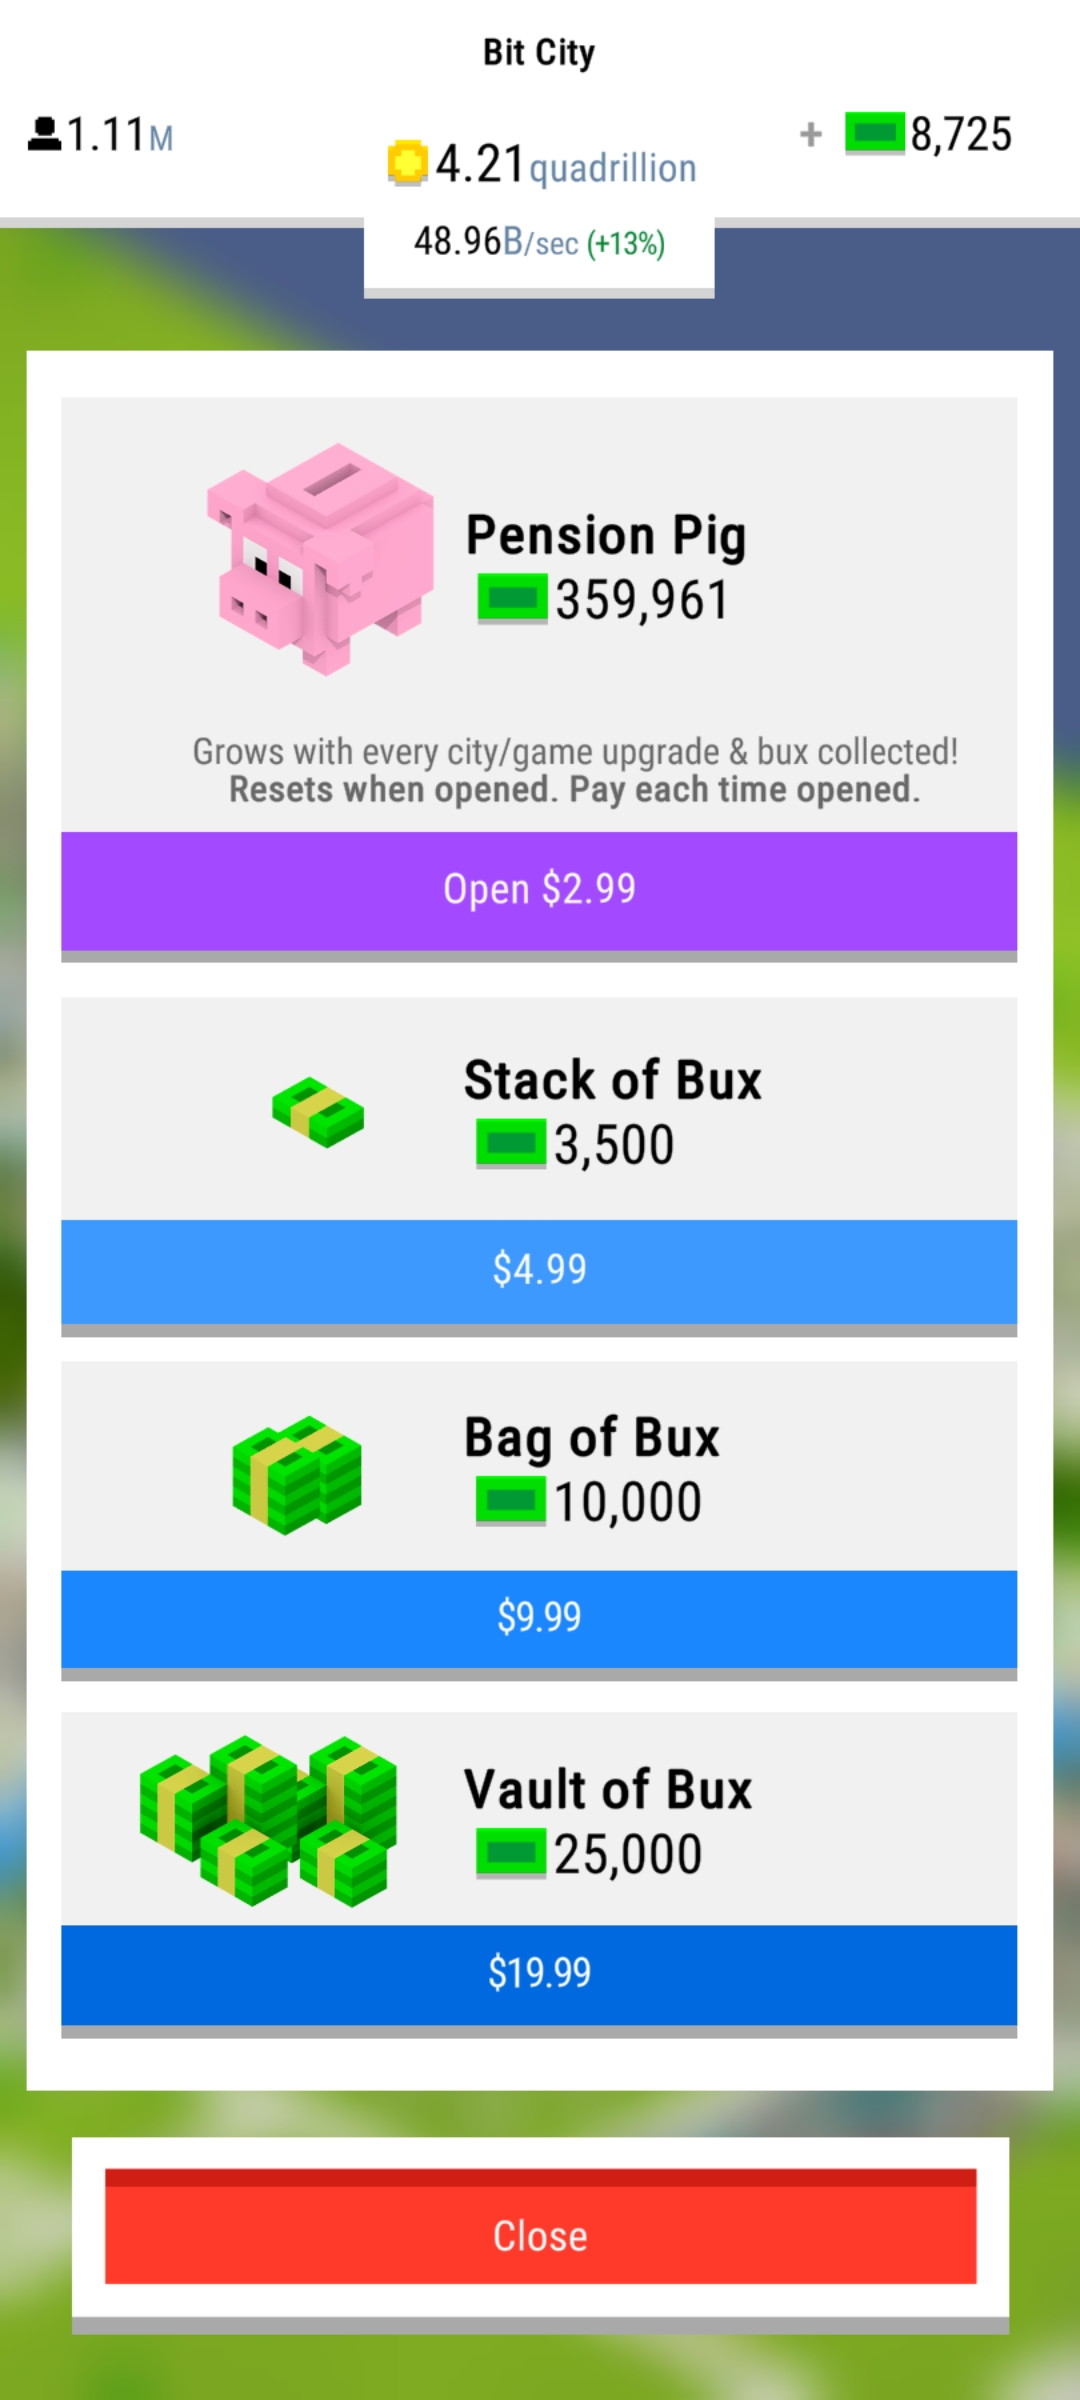 Bit City
1.11M
4.21quadrillion
+ 8,725
48.96B/sec (+13%)
Pension Pig
359,961
Grows with every city/game upgrade & bux collected!
Resets when opened. Pay each time opened.
Open $2.99
Stack of Bux
3,500
$4.99
Bag of Bux
10,000
$9.99
Vault of Bux
25,000
$19.99
Close